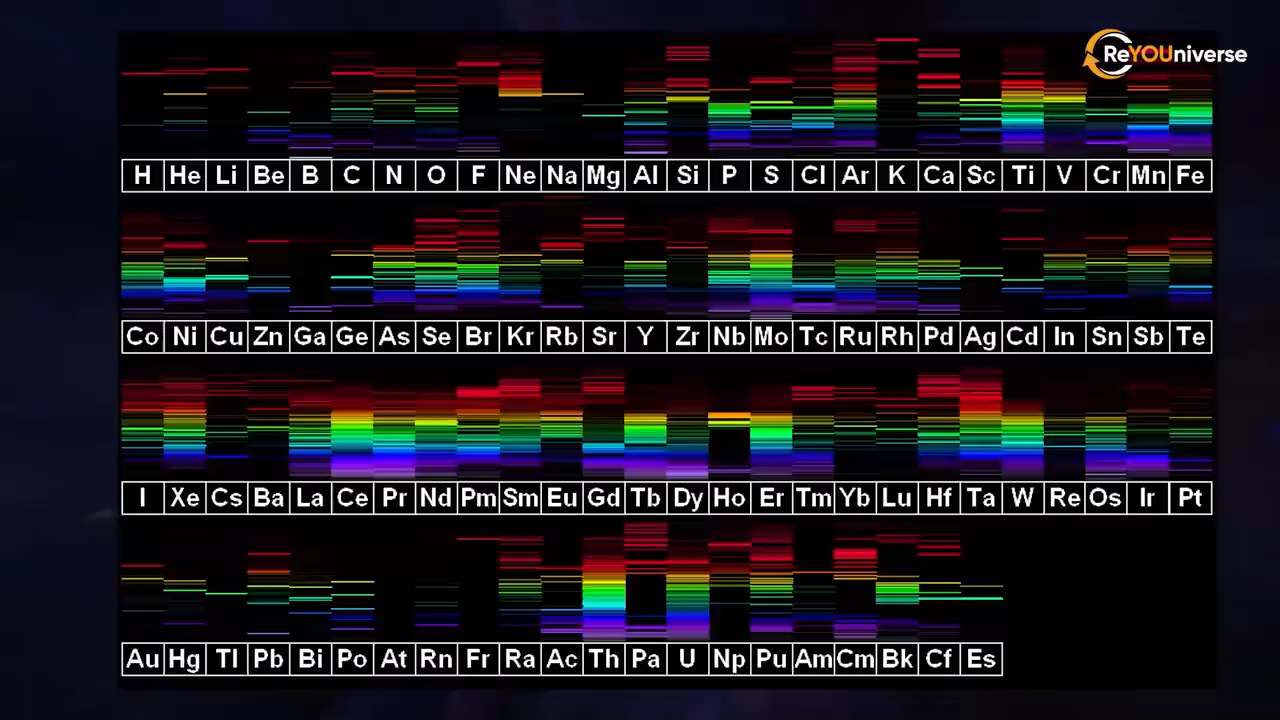 ReYOUniverse
H He Li Be B C N O F Ne Na Mg Al Si P S Cl Ar K Ca Sc Ti V Cr Mn Fe
Co Ni Cu Zn Ga Ge As Se Br Kr Rb Sr Y Zr Nb Mo Tc Ru Rh Pd Ag Cd In Sn Sb Te
I Xe Cs Ba La Ce Pr Nd Pm Sm Eu Gd Tb Dy Ho Er Tm Yb Lu Hf Ta W Re Os Ir Pt
Au Hg Tl Pb Bi Po At Rn Fr Ra Ac Th Pa U Np Pu Am Cm Bk Cf Es